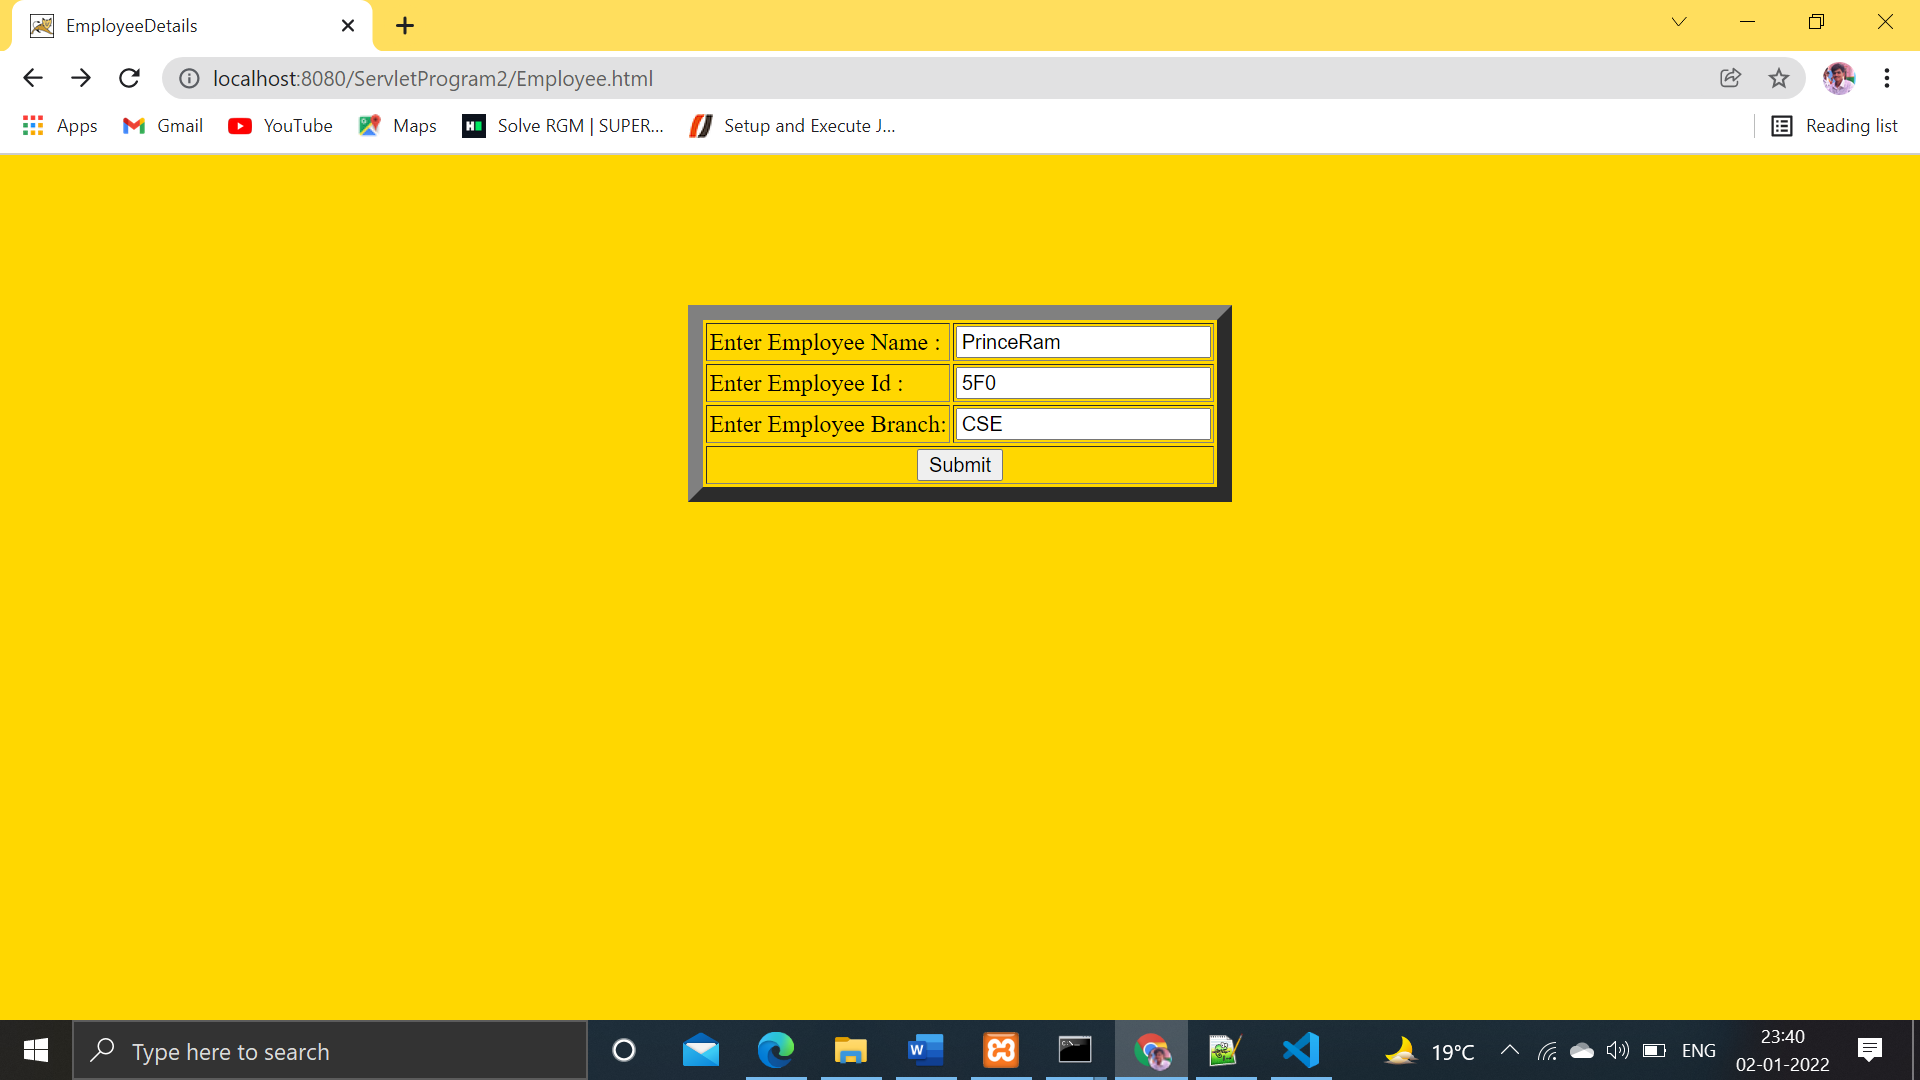 EmployeeDetails
localhost:8080/ServletProgram2/Employee.html
Apps Gmail YouTube Maps Solve RGM | SUPER... Setup and Execute J... Reading list
Enter Employee Name : PrinceRam
Enter Employee Id : 5F0
Enter Employee Branch: CSE
Submit
Type here to search 19°C ENG 23:40
02-01-2022